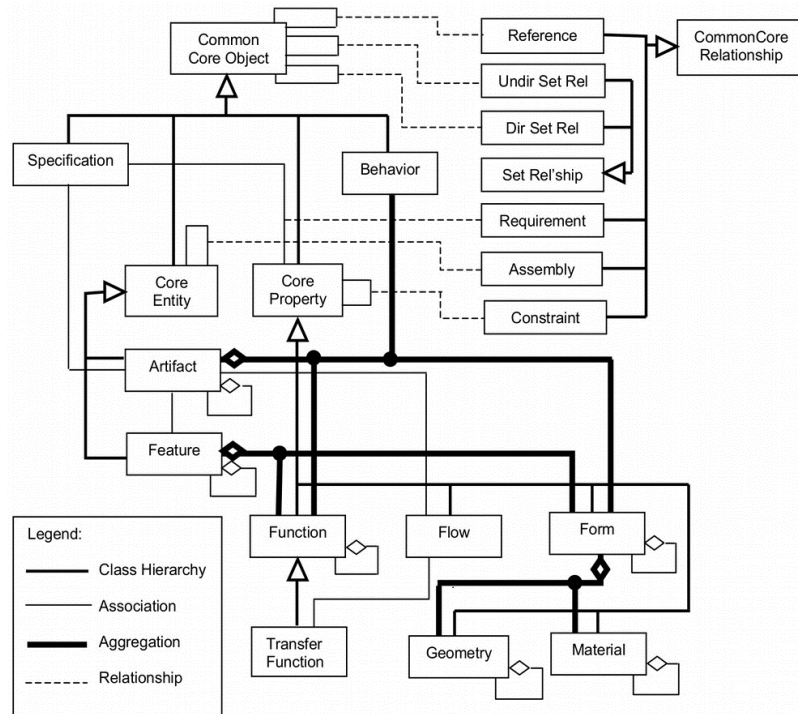 Common
Core Object
Reference
CommonCore
Relationship
Undir Set Rel
Dir Set Rel
Specification
Behavior
Set Rel'ship
Requirement
Core
Entity
Core
Property
Assembly
Constraint
Artifact
Feature
Function
Flow
Form
Legend:
Class Hierarchy
Association
Aggregation
Relationship
Transfer
Function
Geometry
Material